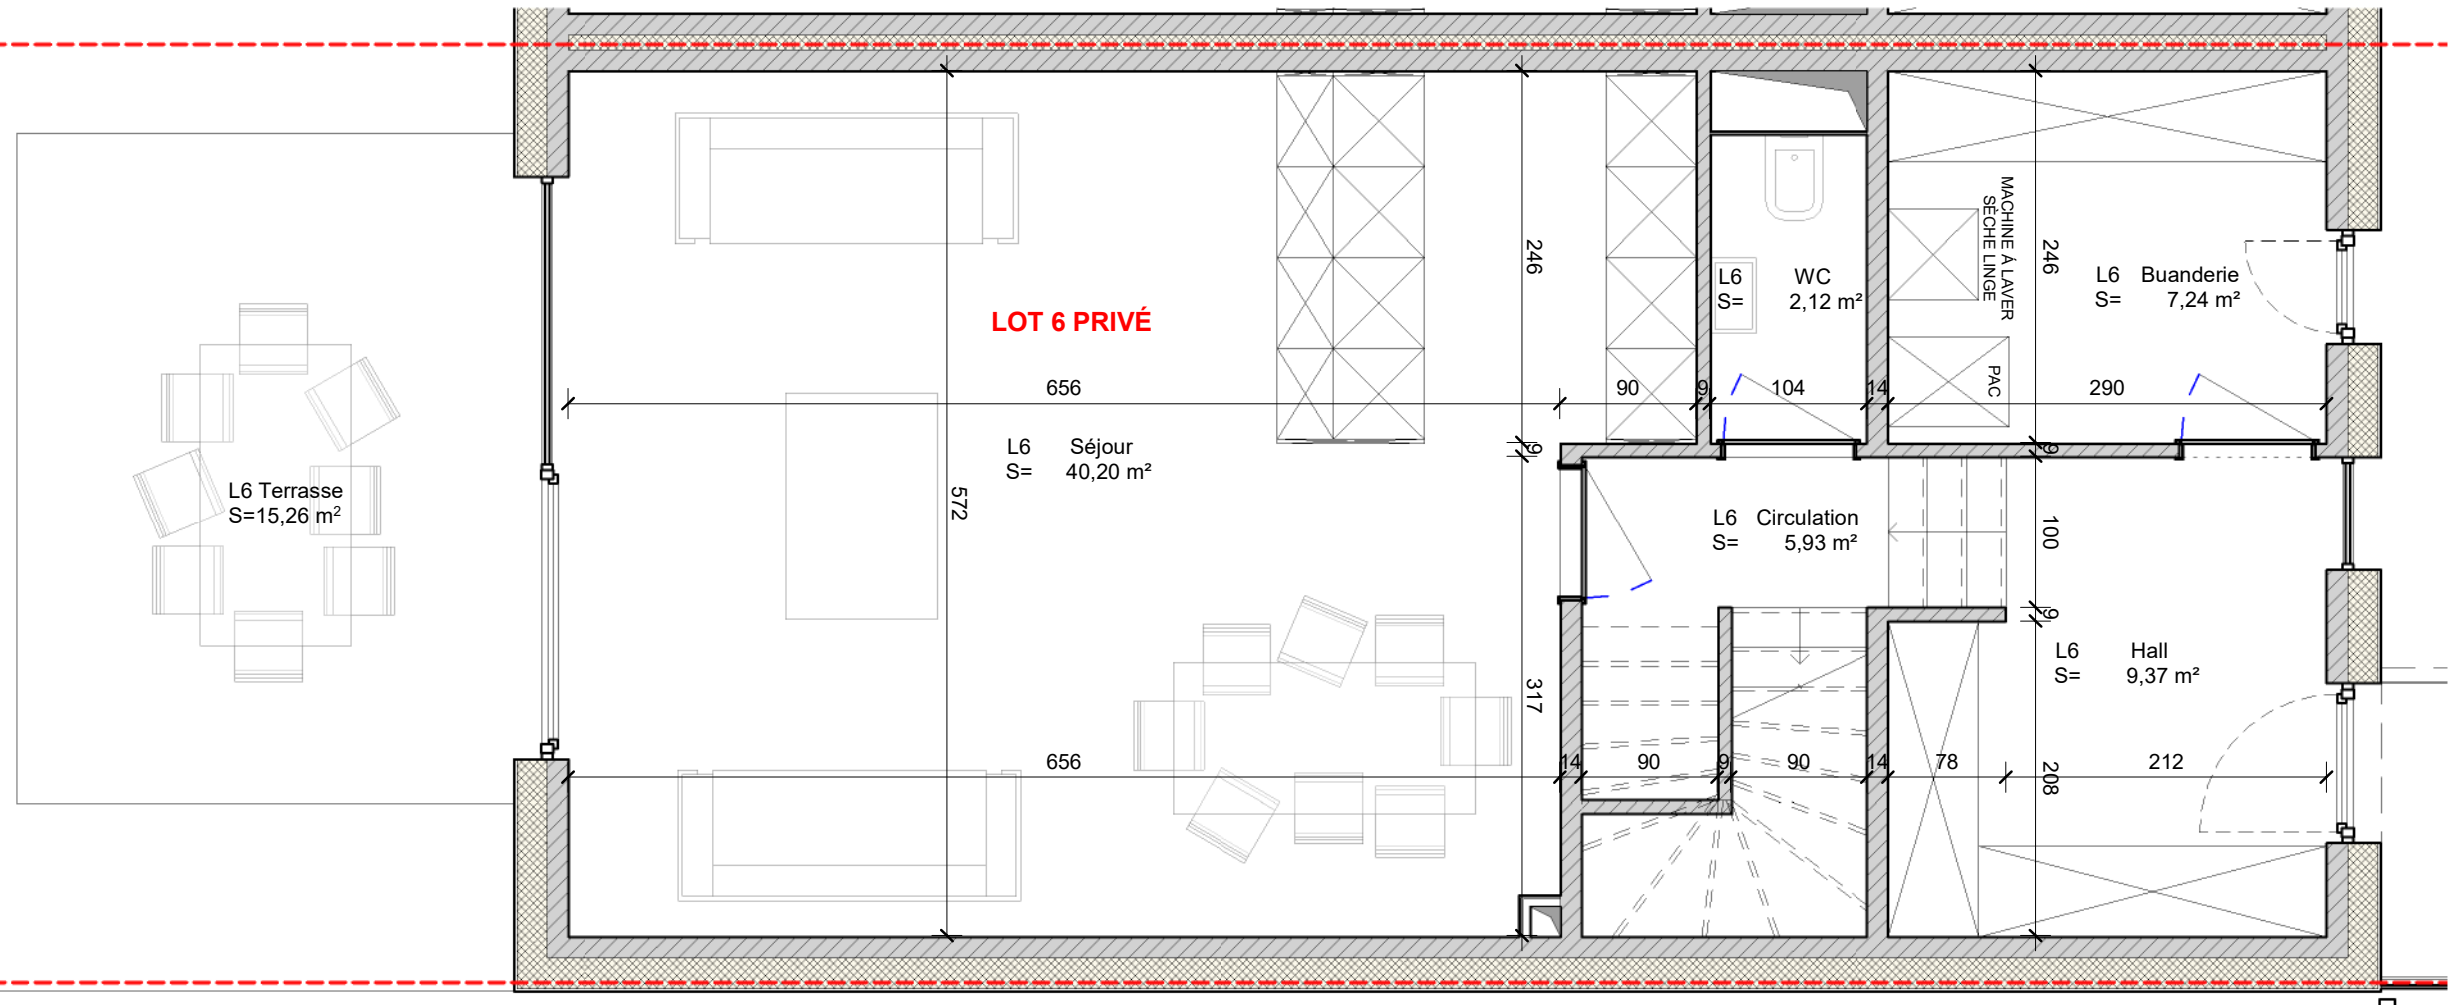 MACHINE À LAVER
SÈCHE LINGE
246
246
L6 WC
S= 2,12 m²
L6 Buanderie
S= 7,24 m²
LOT 6 PRIVÉ
PAC
656
90
9
104
14
290
L6 Séjour
S= 40,20 m²
9
9
L6 Terrasse
S=15,26 m²
572
L6 Circulation
S= 5,93 m²
100
9
L6 Hall
S= 9,37 m²
317
656
14
90
9
90
14
78
208
212